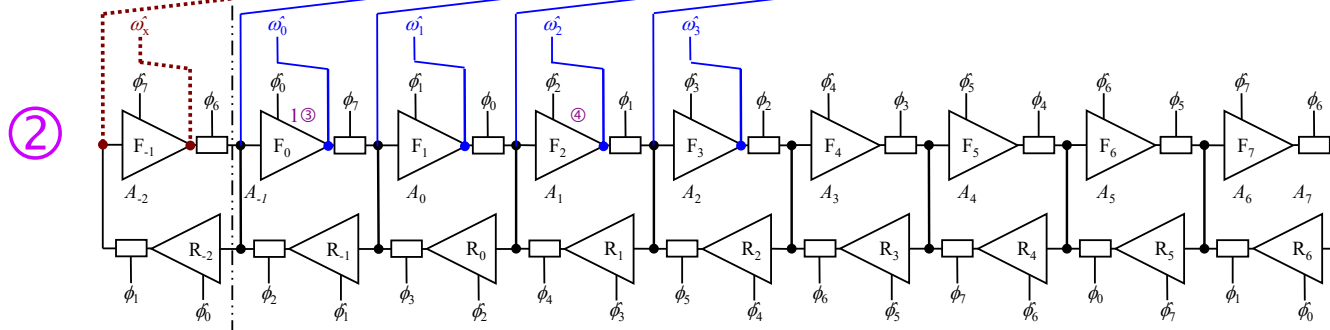 ω̂x ω̂0 ω̂1 ω̂2 ω̂3
ϕ̂7 ϕ6 ϕ̂0 1③ ϕ7 ϕ̂1 ϕ0 ϕ̂2 ④ ϕ1 ϕ̂3 ϕ2 ϕ̂4 ϕ3 ϕ̂5 ϕ4 ϕ̂6 ϕ5 ϕ̂7 ϕ6
② F-1 F0 F1 F2 F3 F4 F5 F6 F7
A-2 A-1 A0 A1 A2 A3 A4 A5 A6 A7
R-2 R-1 R0 R1 R2 R3 R4 R5 R6
ϕ1 ϕ̂0 ϕ2 ϕ̂1 ϕ3 ϕ̂2 ϕ4 ϕ̂3 ϕ5 ϕ̂4 ϕ6 ϕ̂5 ϕ7 ϕ̂6 ϕ0 ϕ̂7 ϕ1 ϕ̂0